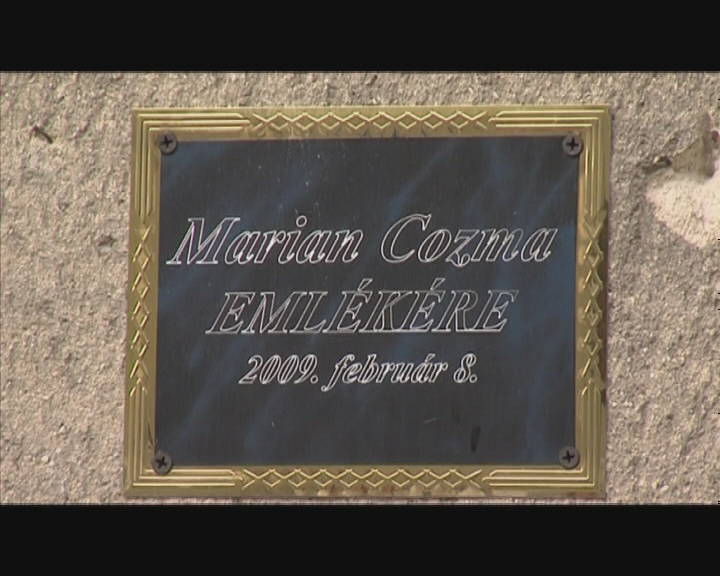 Marian Cozma
EMLÉKÉRE
2009. február 8.